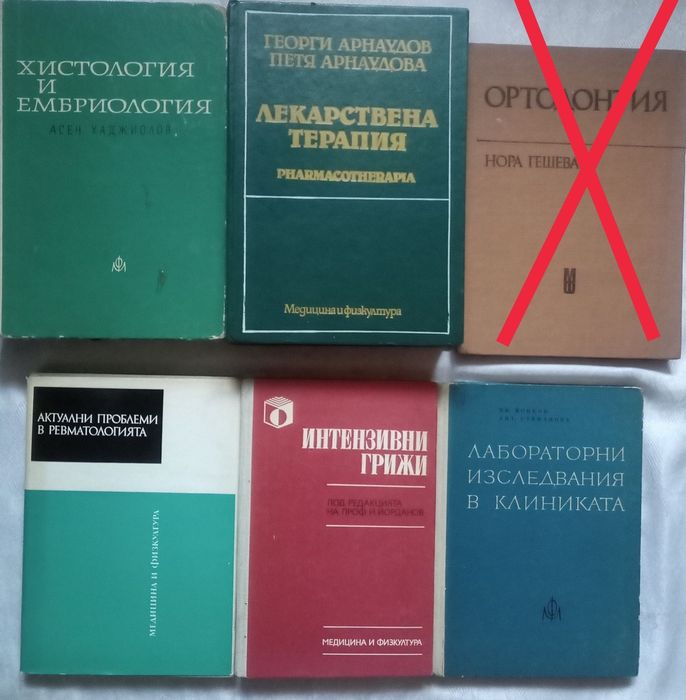 ХИСТОЛОГИЯ
И
ЕМБРИОЛОГИЯ
АСЕН ХАДЖИОЛОВ
ГЕОРГИ АРНАУДОВ
ПЕТЯ АРНАУДОВА
ЛЕКАРСТВЕНА
ТЕРАПИЯ
PHARMACOTHERAPIA
Медицина и физкултура
ОРТОДОНТИЯ
НОРА ГЕШЕВА
АКТУАЛНИ ПРОБЛЕМИ
В РЕВМАТОЛОГИЯТА
МЕДИЦИНА И ФИЗКУЛТУРА
ИНТЕНЗИВНИ
ГРИЖИ
ПОД РЕДАКЦИЯТА
НА ПРОФ И ЙОРДАНОВ
МЕДИЦИНА И ФИЗКУЛТУРА
ЛАБОРАТОРНИ
ИЗСЛЕДВАНИЯ
В КЛИНИКАТА